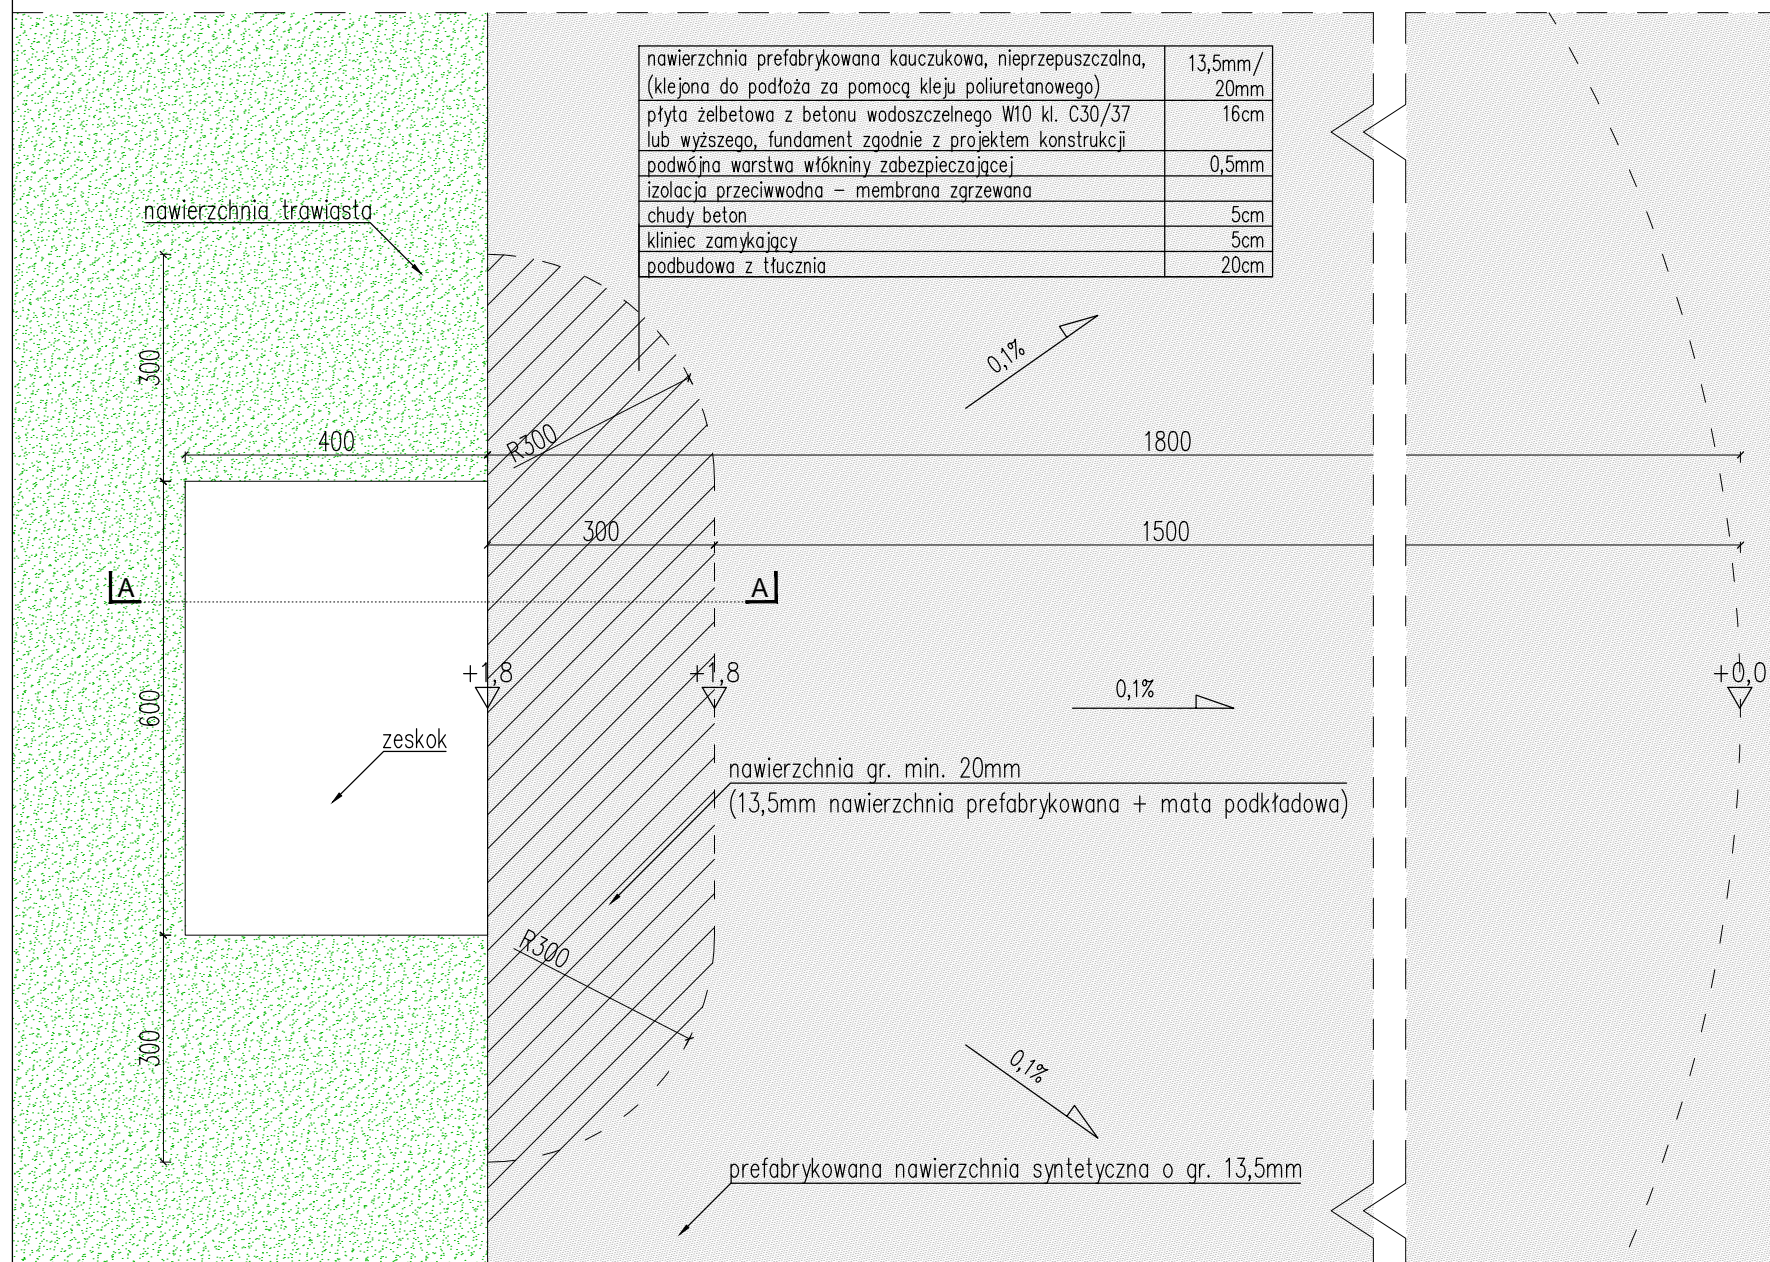 nawierzchnia prefabrykowana kauczukowa, nieprzepuszczalna, 13,5mm/
(klejona do podłoża za pomocą kleju poliuretanowego) 20mm
płyta żelbetowa z betonu wodoszczelnego W10 kl. C30/37 16cm
lub wyższego, fundament zgodnie z projektem konstrukcji
podwójna warstwa włókniny zabezpieczającej 0,5mm
izolacja przeciwwodna – membrana zgrzewana
chudy beton 5cm
kliniec zamykający 5cm
podbudowa z tłucznia 20cm
nawierzchnia trawiasta
300
0,1%
400
R300
1800
300
1500
A
A
+1,8
+1,8
+0,0
0,1%
600
zeskok
nawierzchnia gr. min. 20mm
(13,5mm nawierzchnia prefabrykowana + mata podkładowa)
R300
300
0,1%
prefabrykowana nawierzchnia syntetyczna o gr. 13,5mm